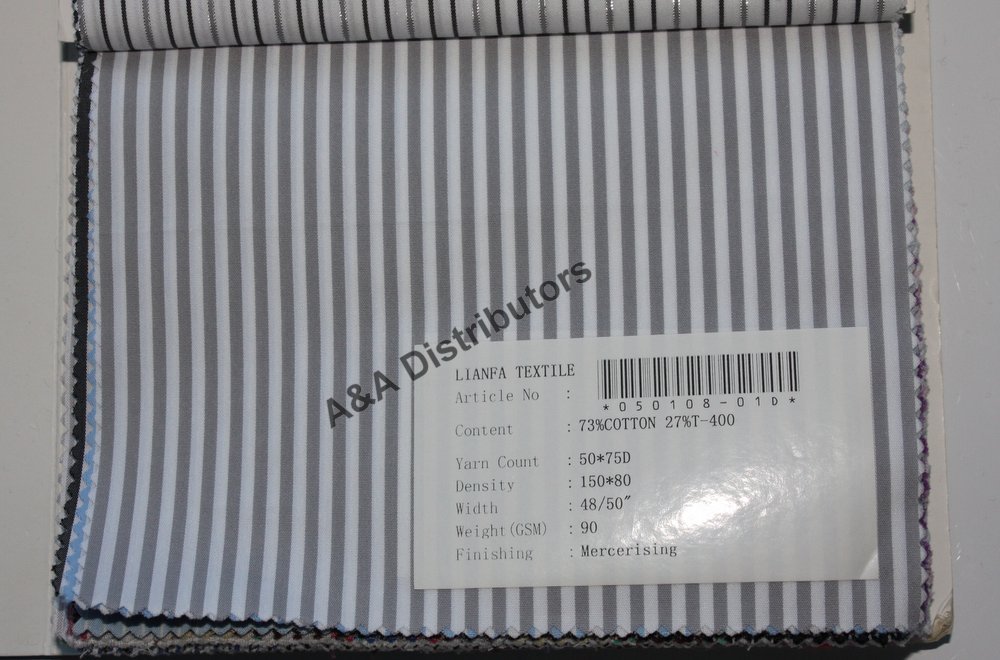 A&A Distributors
LIANFA TEXTILE
Article No :
*050108-01D*
Content : 73%COTTON 27%T-400
Yarn Count : 50*75D
Density : 150*80
Width : 48/50"
Weight(GSM) : 90
Finishing : Mercerising